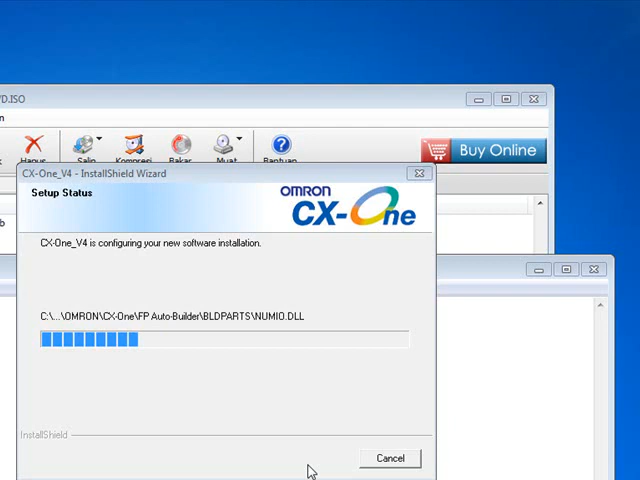 D.ISO
n
Hapus
Salin
Kompresi
Bakar
Muat
Bantuan
Buy Online
CX-One_V4 - InstallShield Wizard
Setup Status
OMRON
CX-One
b
CX-One_V4 is configuring your new software installation.
C:\...\OMRON\CX-One\FP Auto-Builder\BLDPARTS\NUMIO.DLL
InstallShield
Cancel